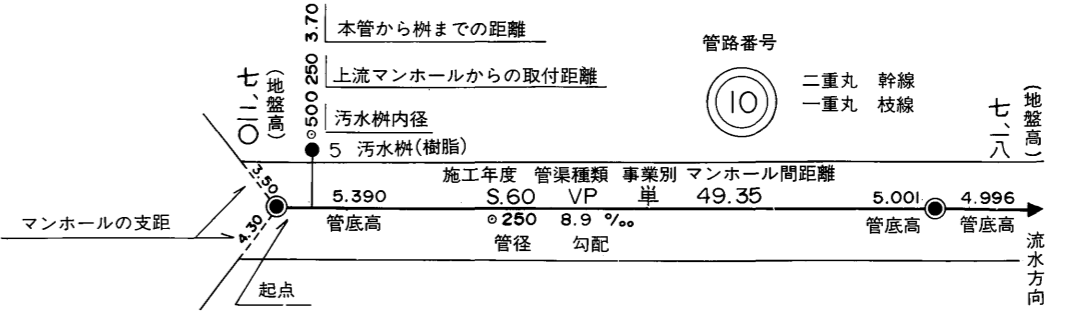 3.70
本管から桝までの距離
250
上流マンホールからの取付距離
⊙500
汚水桝内径
5 汚水桝(樹脂)
七、二〇
(地盤高)
管路番号
10
二重丸 幹線
一重丸 枝線
七、一八
(地盤高)
3.50
4.30
マンホールの支距
起点
施工年度 管渠種類 事業別 マンホール間距離
5.390 S.60 VP 単 49.35 5.001 4.996
管底高 ⊙250 8.9 ‰ 管底高 管底高
管径 勾配
流水方向